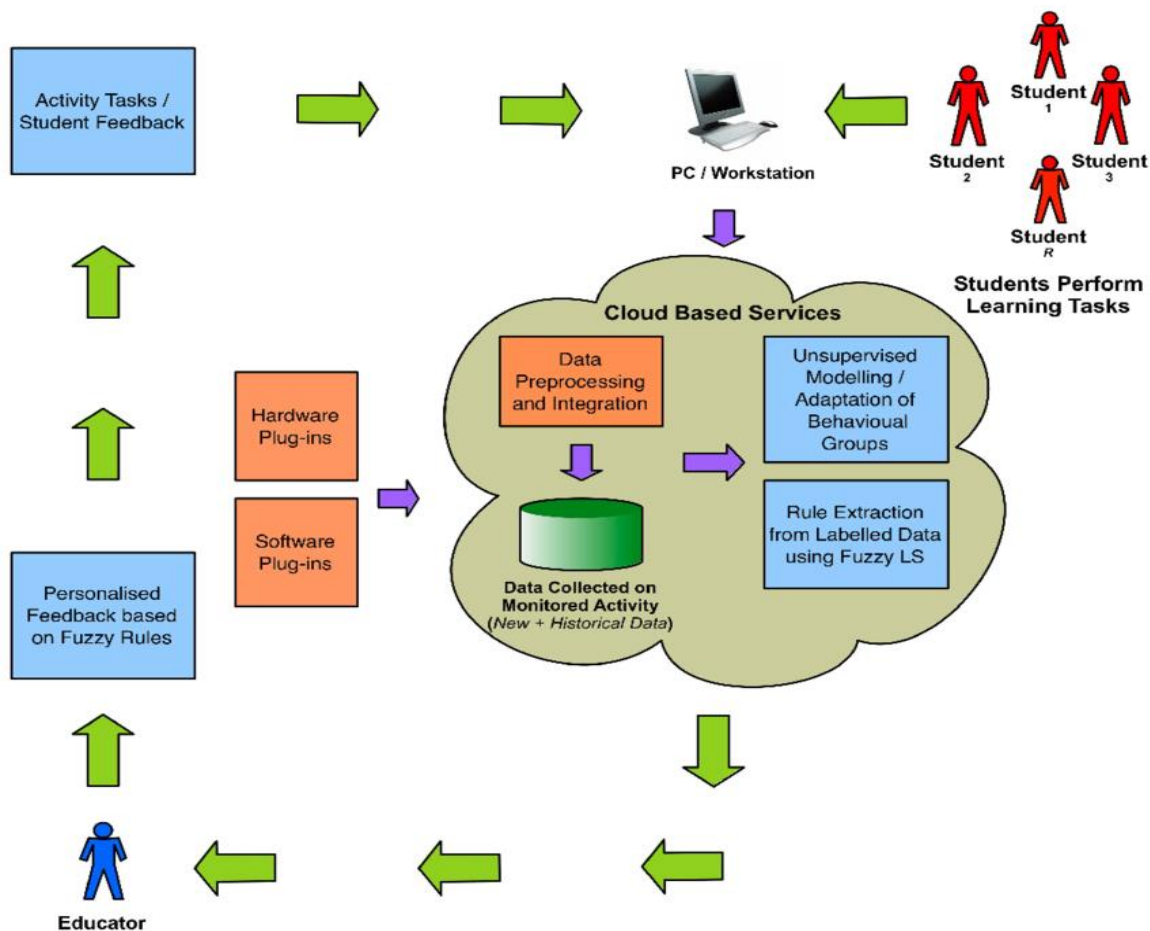 Activity Tasks /
Student Feedback
PC / Workstation
Student
1
Student
2
Student
3
Student
R
Students Perform
Learning Tasks
Cloud Based Services
Data
Preprocessing
and Integration
Unsupervised
Modelling /
Adaptation of
Behavioual
Groups
Hardware
Plug-ins
Software
Plug-ins
Rule Extraction
from Labelled Data
using Fuzzy LS
Data Collected on
Monitored Activity
(New + Historical Data)
Personalised
Feedback based
on Fuzzy Rules
Educator